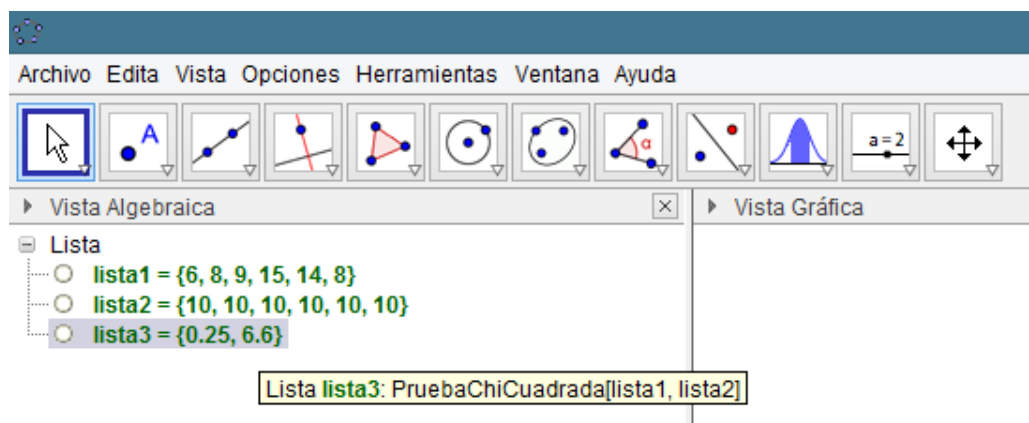 Archivo Edita Vista Opciones Herramientas Ventana Ayuda
A
α
a = 2
Vista Algebraica
Vista Gráfica
Lista
lista1 = {6, 8, 9, 15, 14, 8}
lista2 = {10, 10, 10, 10, 10, 10}
lista3 = {0.25, 6.6}
Lista lista3: PruebaChiCuadrada[lista1, lista2]